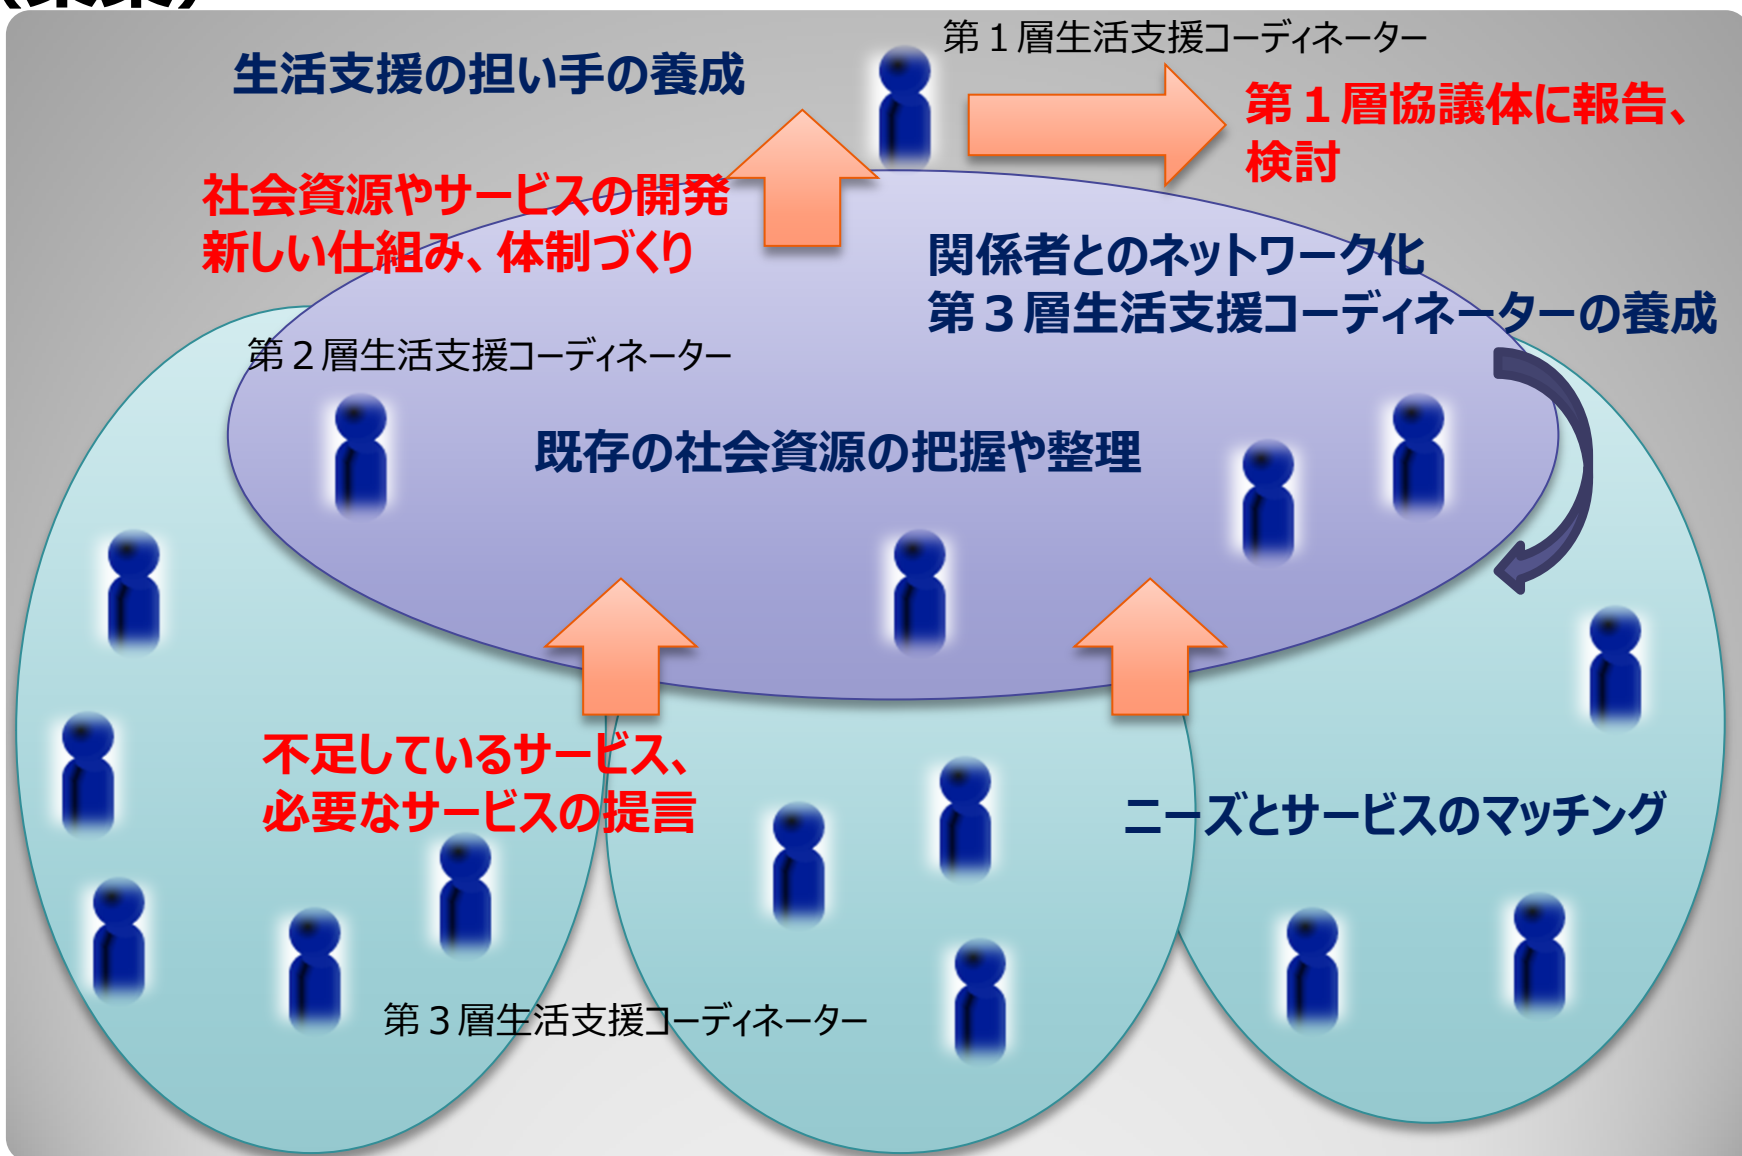 第１層生活支援コーディネーター
生活支援の担い手の養成
第１層協議体に報告、
検討
社会資源やサービスの開発
新しい仕組み、体制づくり
関係者とのネットワーク化
第３層生活支援コーディネーターの養成
第２層生活支援コーディネーター
既存の社会資源の把握や整理
不足しているサービス、
必要なサービスの提言
ニーズとサービスのマッチング
第３層生活支援コーディネーター